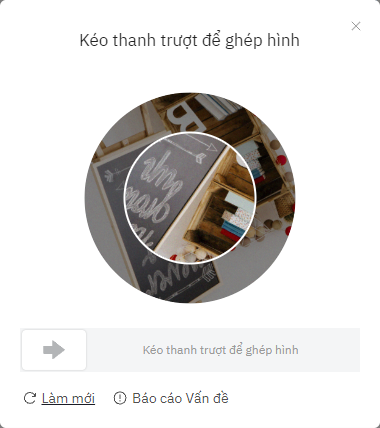 Kéo thanh trượt để ghép hình
Kéo thanh trượt để ghép hình
Làm mới
Báo cáo Vấn đề